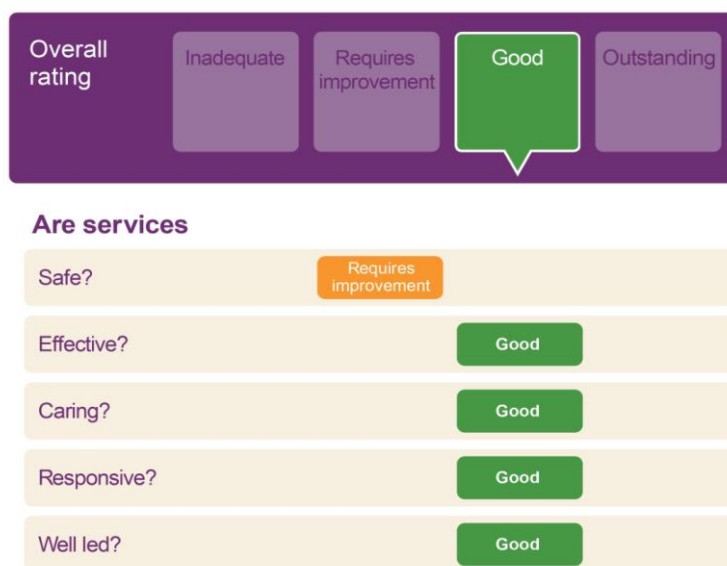 Overall
rating
Inadequate
Requires
improvement
Good
Outstanding
Are services
Safe?
Requires
improvement
Effective?
Good
Caring?
Good
Responsive?
Good
Well led?
Good